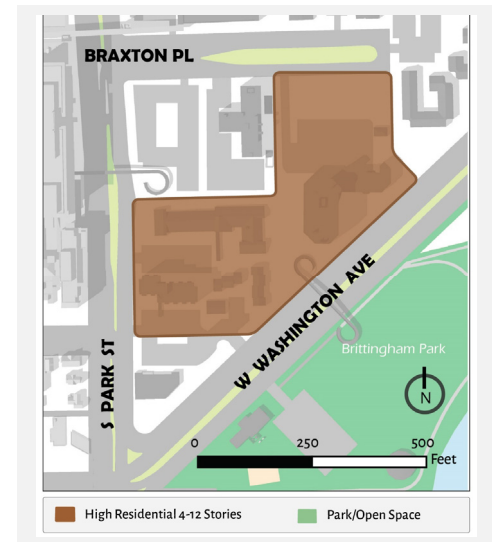 BRAXTON PL
S PARK ST
W WASHINGTON AVE
Brittingham Park
N
0 250 500
Feet
High Residential 4-12 Stories
Park/Open Space